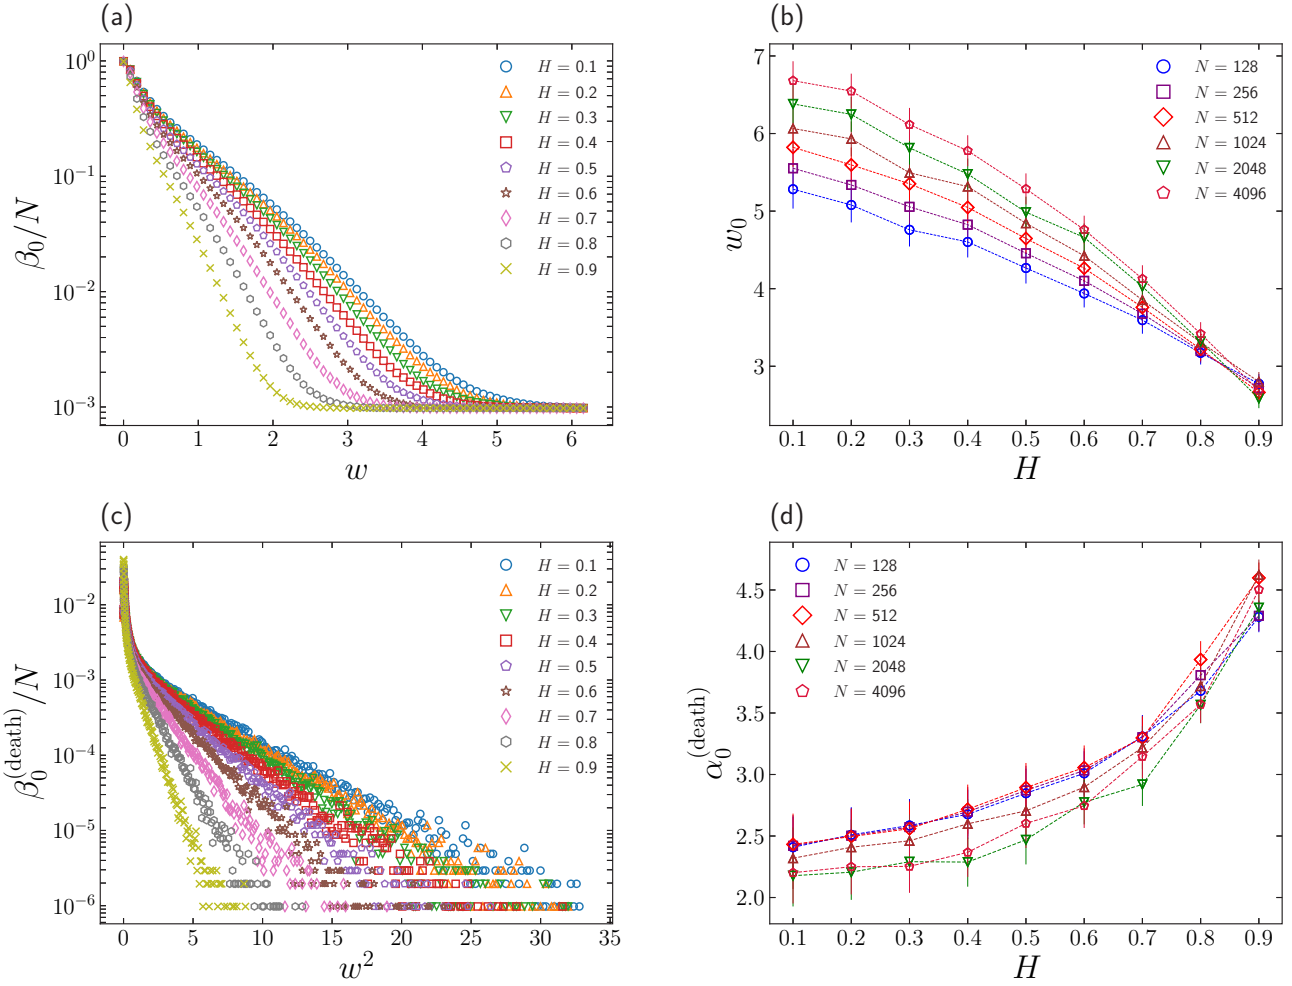 (a)
10⁰
10⁻¹
10⁻²
10⁻³
β₀/N
0 1 2 3 4 5 6
w
H = 0.1
H = 0.2
H = 0.3
H = 0.4
H = 0.5
H = 0.6
H = 0.7
H = 0.8
H = 0.9
(b)
7
6
5
4
3
w₀
0.1 0.2 0.3 0.4 0.5 0.6 0.7 0.8 0.9
H
N = 128
N = 256
N = 512
N = 1024
N = 2048
N = 4096
(c)
10⁻²
10⁻³
10⁻⁴
10⁻⁵
10⁻⁶
β₀^(death)/N
0 5 10 15 20 25 30 35
w²
H = 0.1
H = 0.2
H = 0.3
H = 0.4
H = 0.5
H = 0.6
H = 0.7
H = 0.8
H = 0.9
(d)
4.5
4.0
3.5
3.0
2.5
2.0
α₀^(death)
0.1 0.2 0.3 0.4 0.5 0.6 0.7 0.8 0.9
H
N = 128
N = 256
N = 512
N = 1024
N = 2048
N = 4096